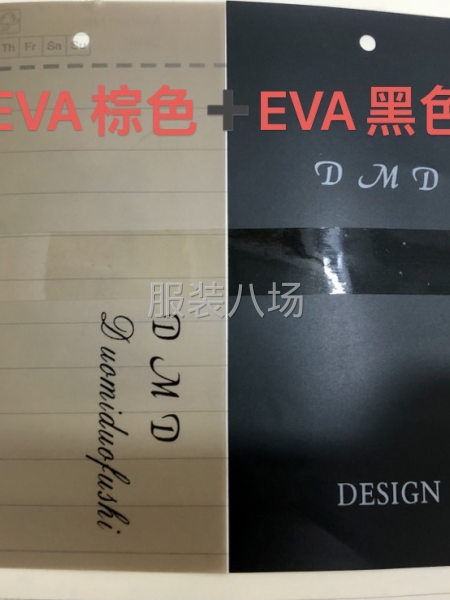 Th Fr Sa Su
EVA 棕色➕EVA 黑色
D M D
服装八场
D M D
Duomiduofushi
DESIGN